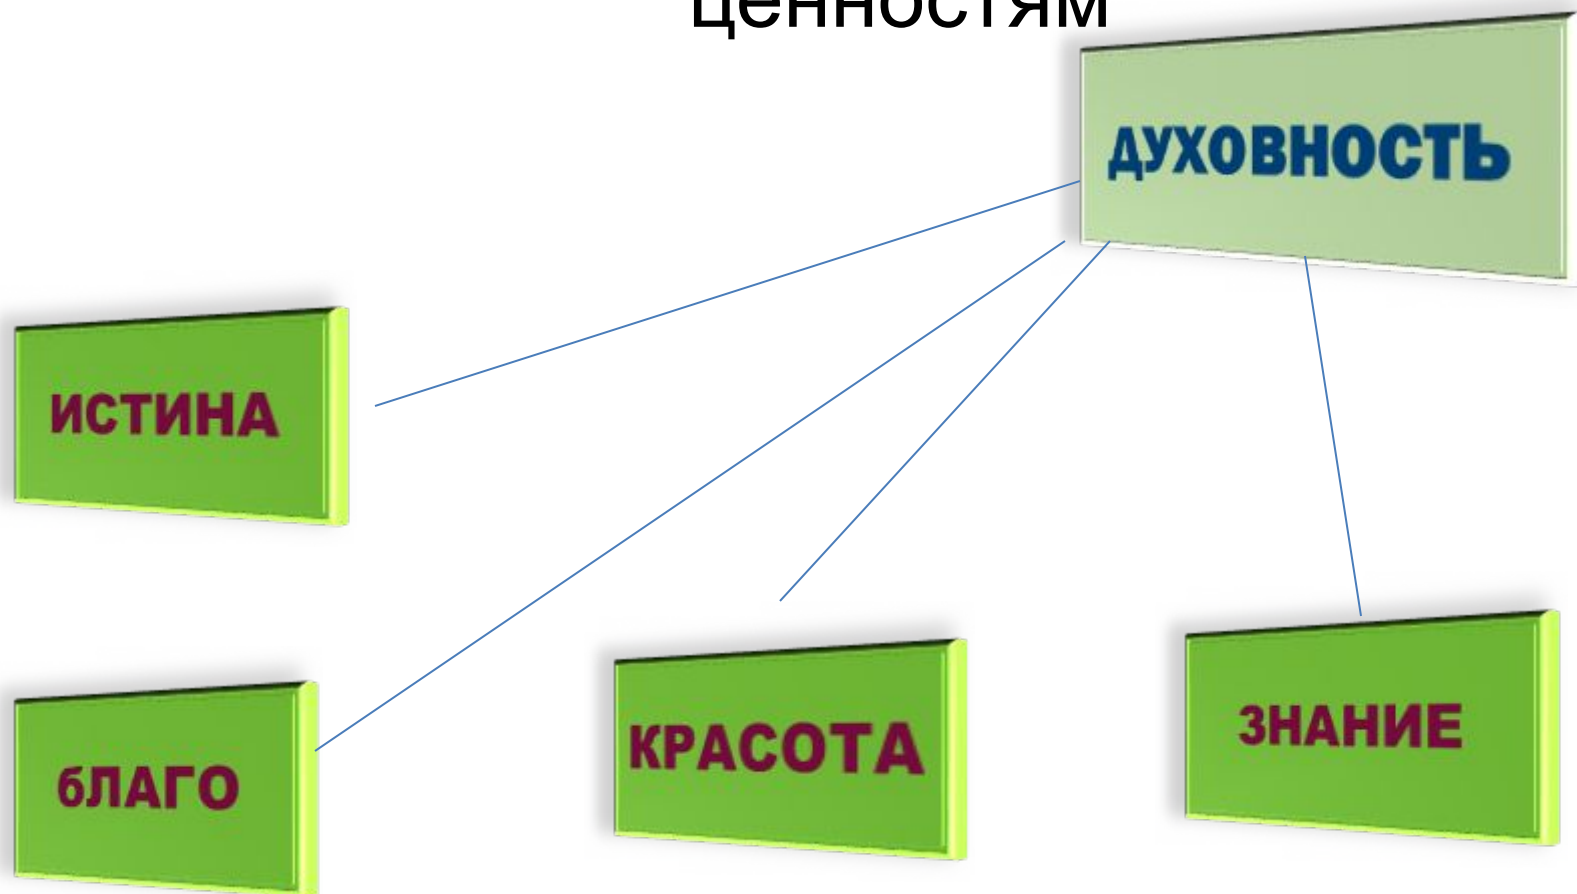 ценностям
ДУХОВНОСТЬ
ИСТИНА
бЛАГО
КРАСОТА
ЗНАНИЕ